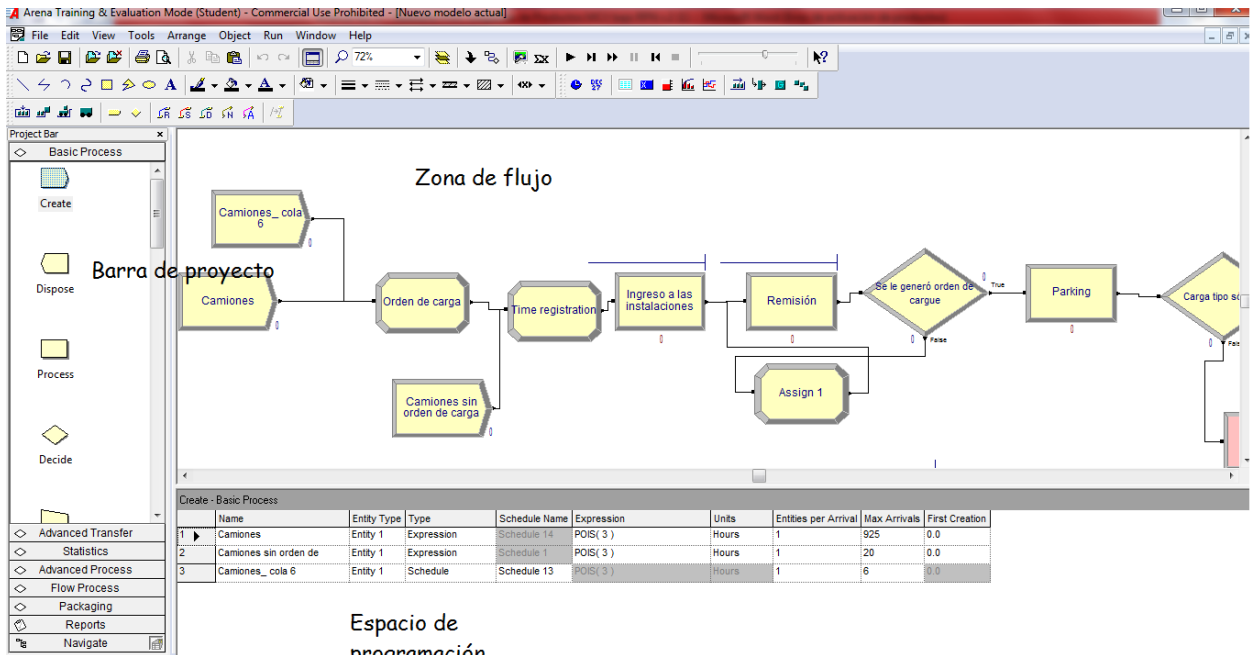 Arena Training & Evaluation Mode (Student) - Commercial Use Prohibited - [Nuevo modelo actual]
File Edit View Tools Arrange Object Run Window Help
72%
Project Bar
Basic Process
Create
Dispose
Process
Decide
Advanced Transfer
Statistics
Advanced Process
Flow Process
Packaging
Reports
Navigate
Barra de proyecto
Zona de flujo
Camiones_ cola
6
0
Camiones
0
Orden de carga
Camiones sin
orden de carga
0
Time registration
Ingreso a las
instalaciones
0
Remisión
0
Se le generó orden de
cargue
0
True
0
False
Assign 1
Parking
0
Carga tipo
0
Create - Basic Process
Name Entity Type Type Schedule Name Expression Units Entities per Arrival Max Arrivals First Creation
1 Camiones Entity 1 Expression Schedule 14 POIS( 3 ) Hours 1 925 0.0
2 Camiones sin orden de Entity 1 Expression Schedule 1 POIS( 3 ) Hours 1 20 0.0
3 Camiones_ cola 6 Entity 1 Schedule Schedule 13 POIS( 3 ) Hours 1 6 0.0
Espacio de
programación